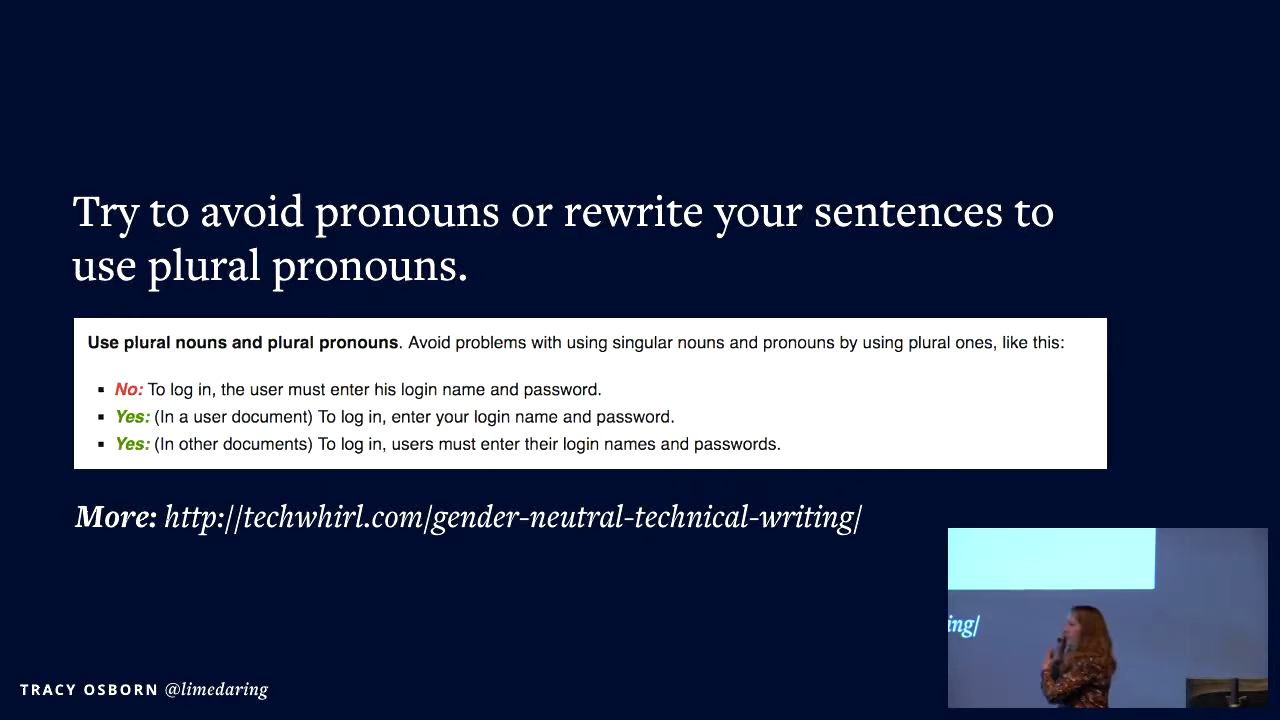 Try to avoid pronouns or rewrite your sentences to
use plural pronouns.
Use plural nouns and plural pronouns. Avoid problems with using singular nouns and pronouns by using plural ones, like this:
No: To log in, the user must enter his login name and password.
Yes: (In a user document) To log in, enter your login name and password.
Yes: (In other documents) To log in, users must enter their login names and passwords.
More: http://techwhirl.com/gender-neutral-technical-writing/
ing/
TRACY OSBORN @limedaring